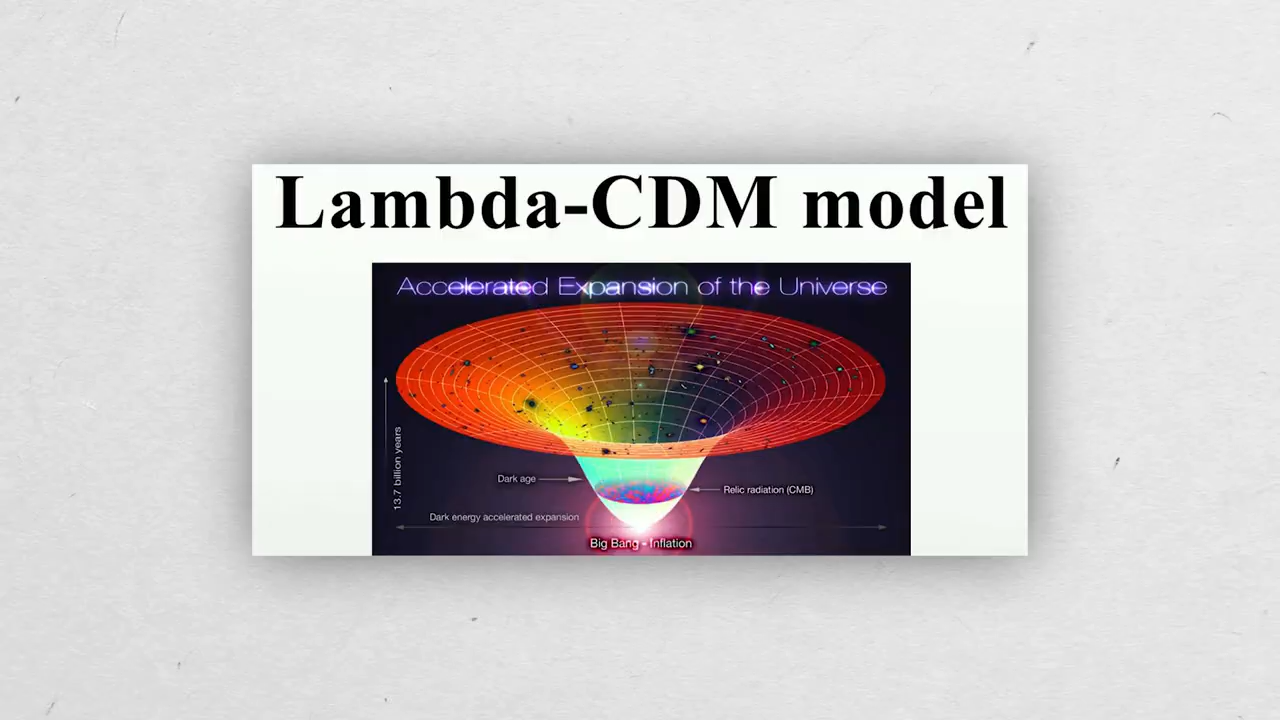 Lambda-CDM model
Accelerated Expansion of the Universe
13.7 billion years
Dark age
Relic radiation (CMB)
Dark energy accelerated expansion
Big Bang - Inflation